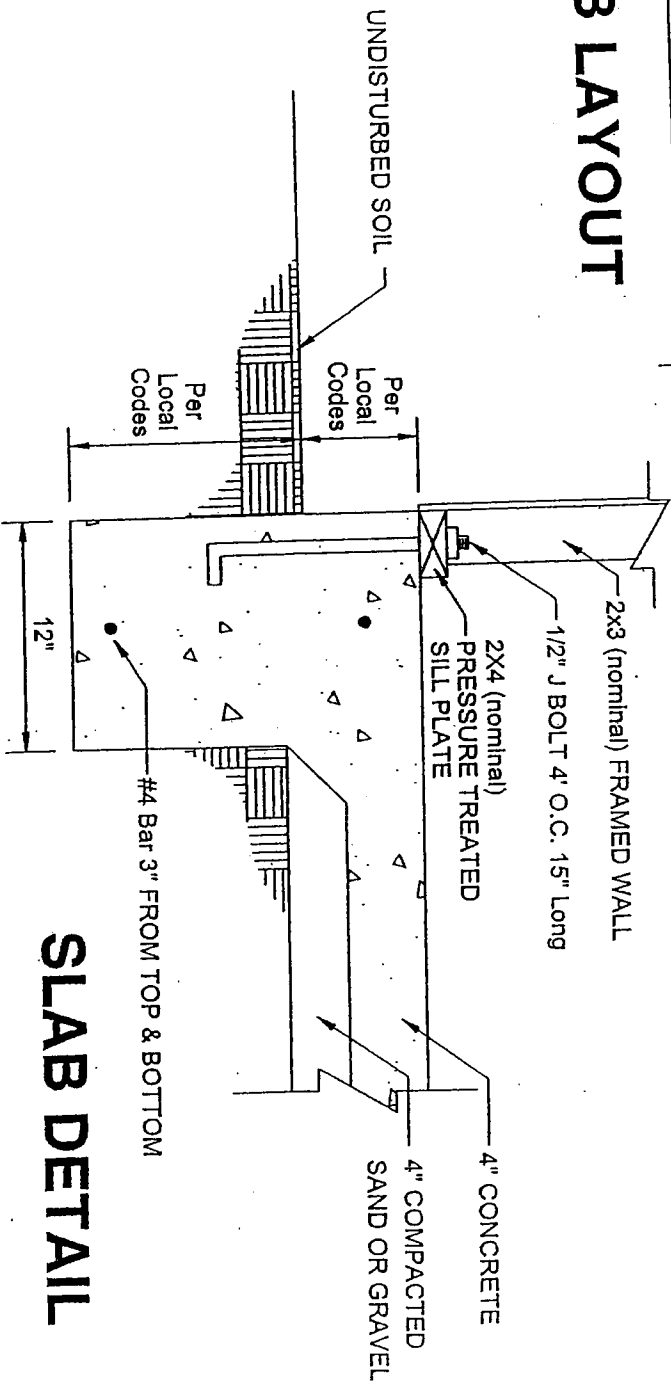 B LAYOUT
2x3 (nominal) FRAMED WALL
1/2" J BOLT 4' O.C. 15" Long
2X4 (nominal)
PRESSURE TREATED
SILL PLATE
UNDISTURBED SOIL
Per
Local
Codes
Per
Local
Codes
4" CONCRETE
4" COMPACTED
SAND OR GRAVEL
#4 Bar 3" FROM TOP & BOTTOM
12"
SLAB DETAIL